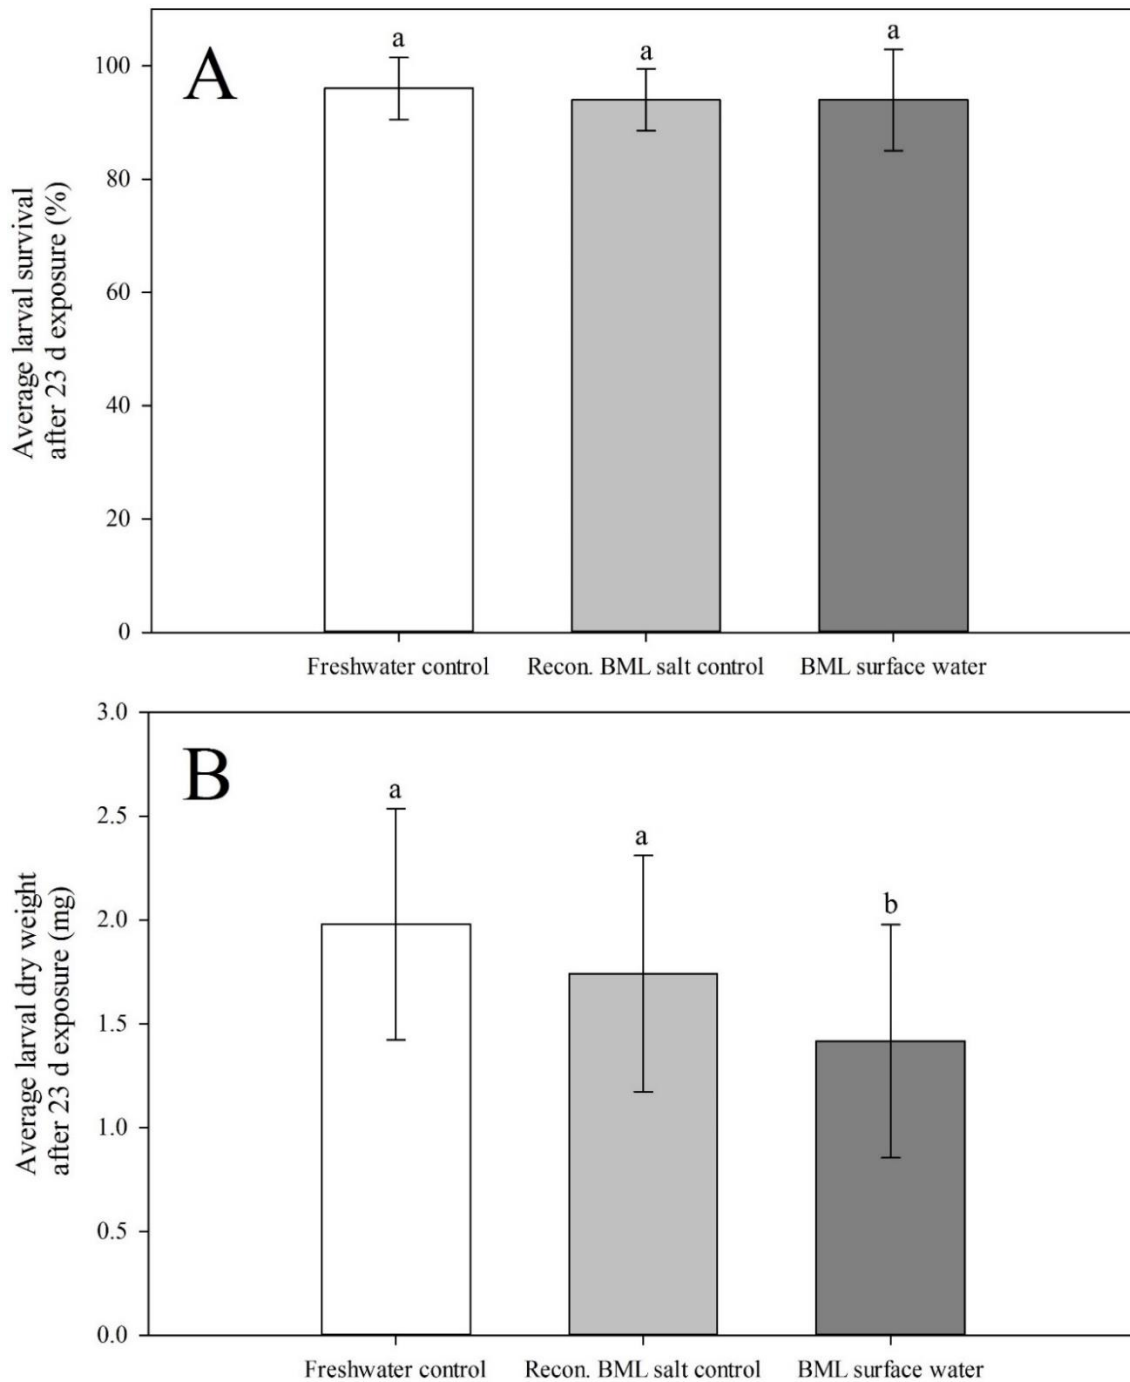 A
a
a
a
100
80
60
40
20
0
Average larval survival
after 23 d exposure (%)
Freshwater control
Recon. BML salt control
BML surface water
B
a
a
b
3.0
2.5
2.0
1.5
1.0
0.5
0.0
Average larval dry weight
after 23 d exposure (mg)
Freshwater control
Recon. BML salt control
BML surface water